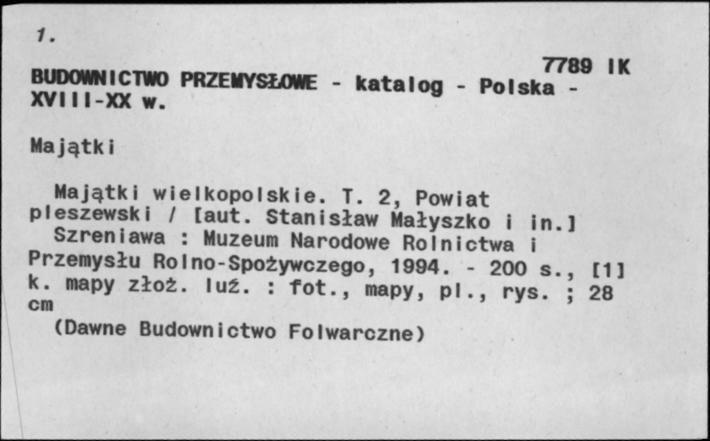 1.
7789 IK
BUDOWNICTWO PRZEMYSŁOWE - katalog - Polska -
XVIII-XX w.
Majątki
Majątki wielkopolskie. T. 2, Powiat
pleszewski / [aut. Stanisław Małyszko i in.]
Szreniawa : Muzeum Narodowe Rolnictwa i
Przemysłu Rolno-Spożywczego, 1994. - 200 s., [1]
k. mapy złoż. luź. : fot., mapy, pl., rys. ; 28
cm
(Dawne Budownictwo Folwarczne)